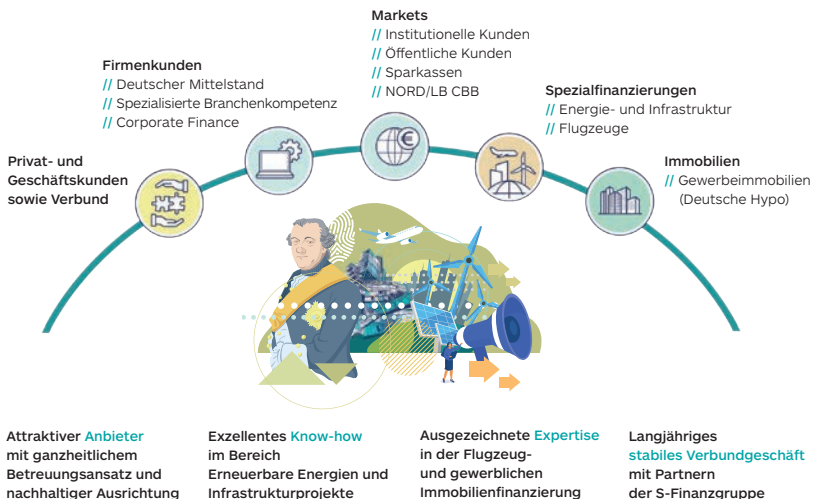 Markets
// Institutionelle Kunden
// Öffentliche Kunden
// Sparkassen
// NORD/LB CBB
Firmenkunden
// Deutscher Mittelstand
// Spezialisierte Branchenkompetenz
// Corporate Finance
Spezialfinanzierungen
// Energie- und Infrastruktur
// Flugzeuge
Privat- und
Geschäftskunden
sowie Verbund
Immobilien
// Gewerbeimmobilien
(Deutsche Hypo)
€
Attraktiver Anbieter
mit ganzheitlichem
Betreuungsansatz und
nachhaltiger Ausrichtung
Exzellentes Know-how
im Bereich
Erneuerbare Energien und
Infrastrukturprojekte
Ausgezeichnete Expertise
in der Flugzeug-
und gewerblichen
Immobilienfinanzierung
Langjähriges
stabiles Verbundgeschäft
mit Partnern
der S-Finanzgruppe